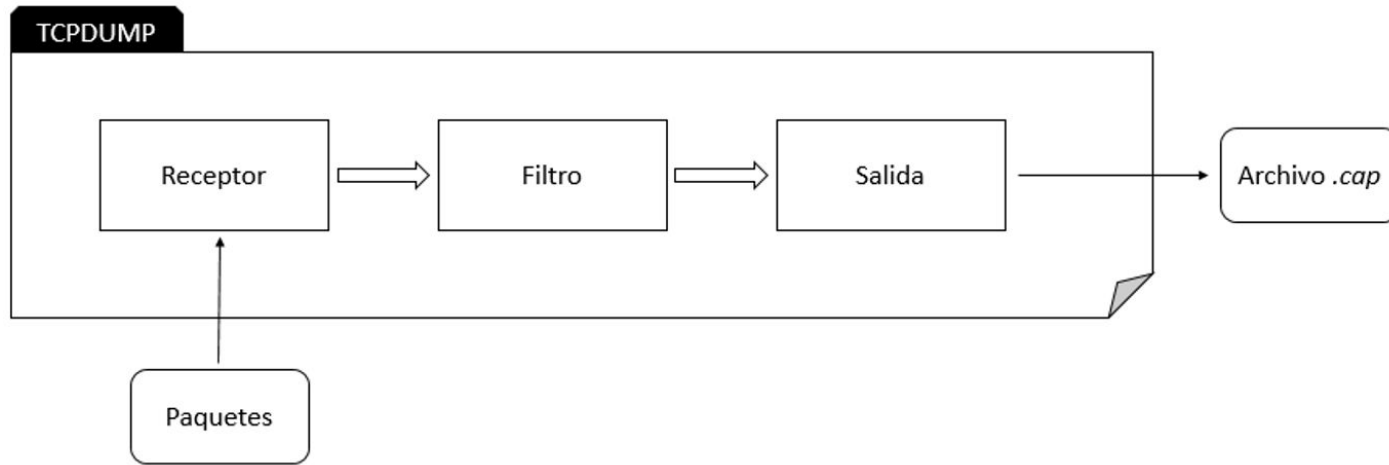 TCPDUMP
Receptor
Filtro
Salida
Archivo .cap
Paquetes